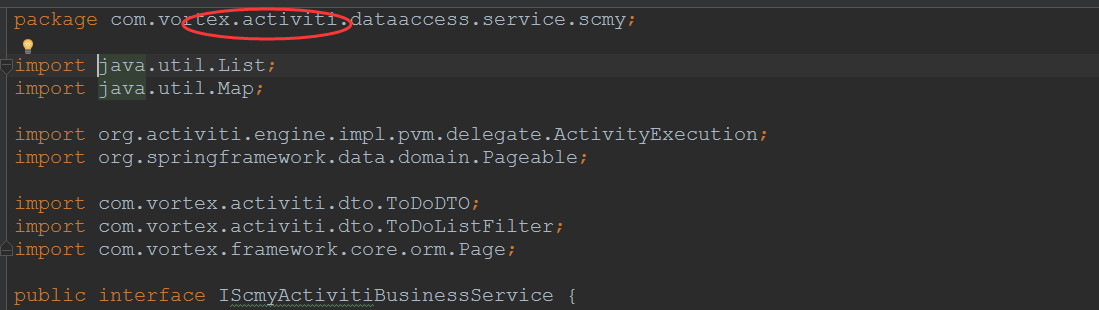 package com.vortex.activiti.dataaccess.service.scmy;
import java.util.List;
import java.util.Map;
import org.activiti.engine.impl.pvm.delegate.ActivityExecution;
import org.springframework.data.domain.Pageable;
import com.vortex.activiti.dto.ToDoDTO;
import com.vortex.activiti.dto.ToDoListFilter;
import com.vortex.framework.core.orm.Page;
public interface IScmyActivitiBusinessService {